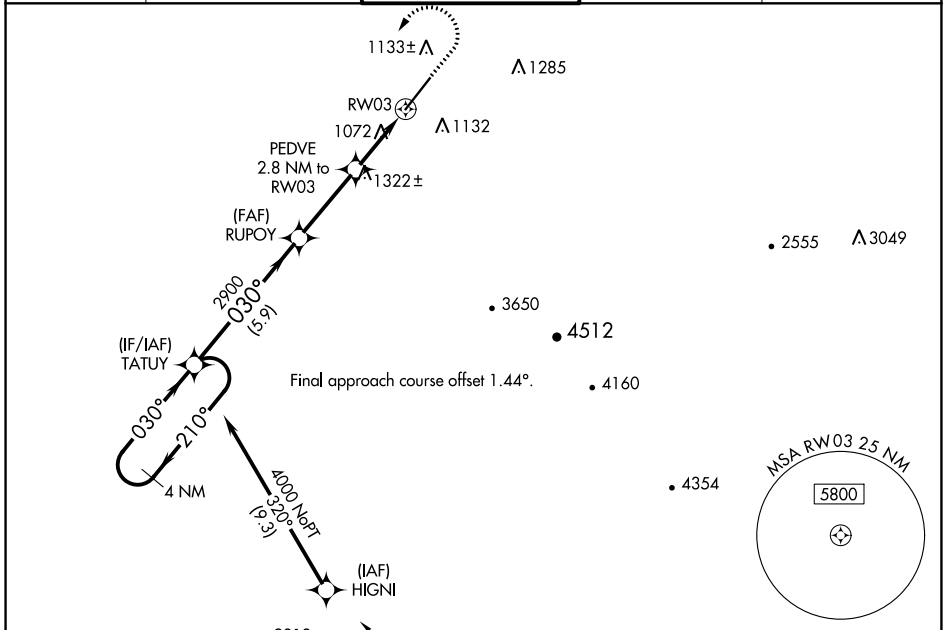 1133±
1285
RW03
1072
1132
PEDVE
2.8 NM to
RW03
1322±
(FAF)
RUPOY
2555
3049
2900
030°
(5.9)
3650
4512
(IF/IAF)
TATUY
Final approach course offset 1.44°.
4160
030°
210°
4 NM
4000 NoPT
320°
(9.3)
4354
MSA RW03 25 NM
5800
(IAF)
HIGNI